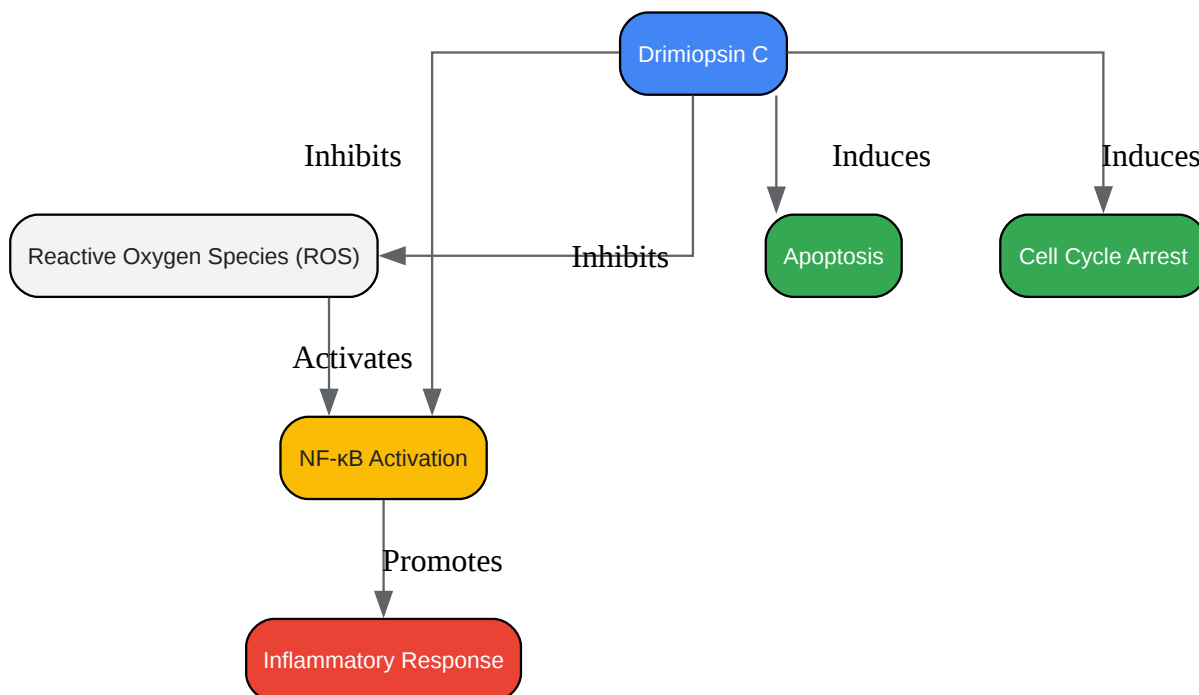 Drimiopsin C
Inhibits
Induces
Induces
Reactive Oxygen Species (ROS)
Inhibits
Apoptosis
Cell Cycle Arrest
Activates
NF-κB Activation
Promotes
Inflammatory Response